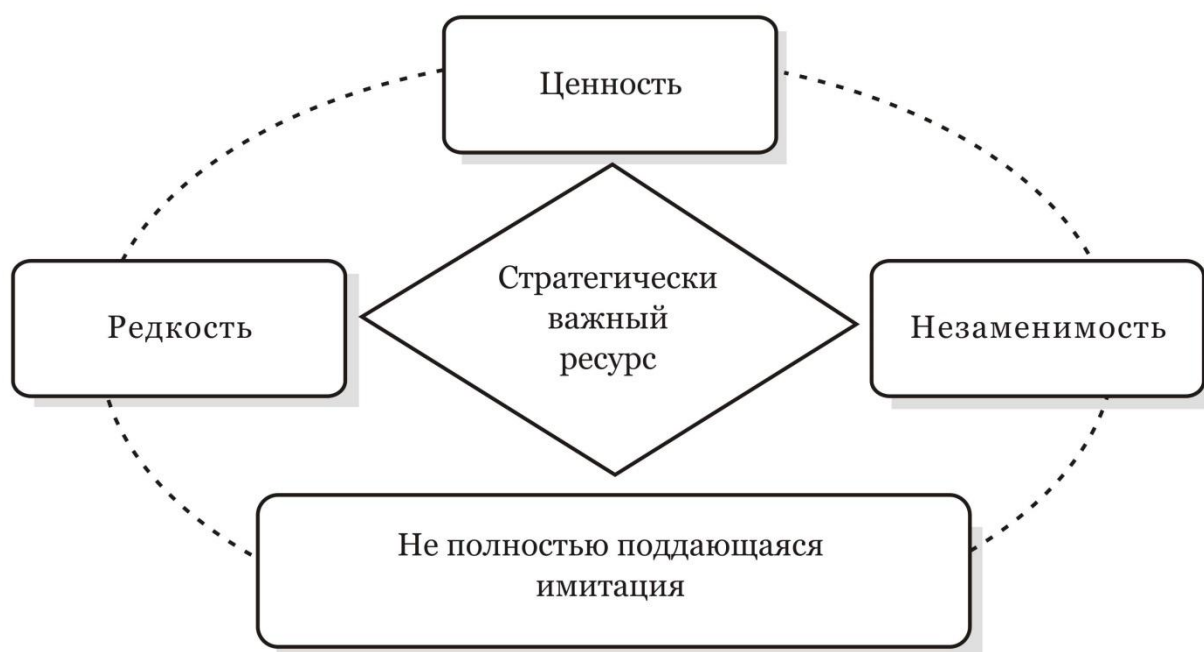 Ценность
Редкость
Стратегически
важный
ресурс
Незаменимость
Не полностью поддающаяся
имитация